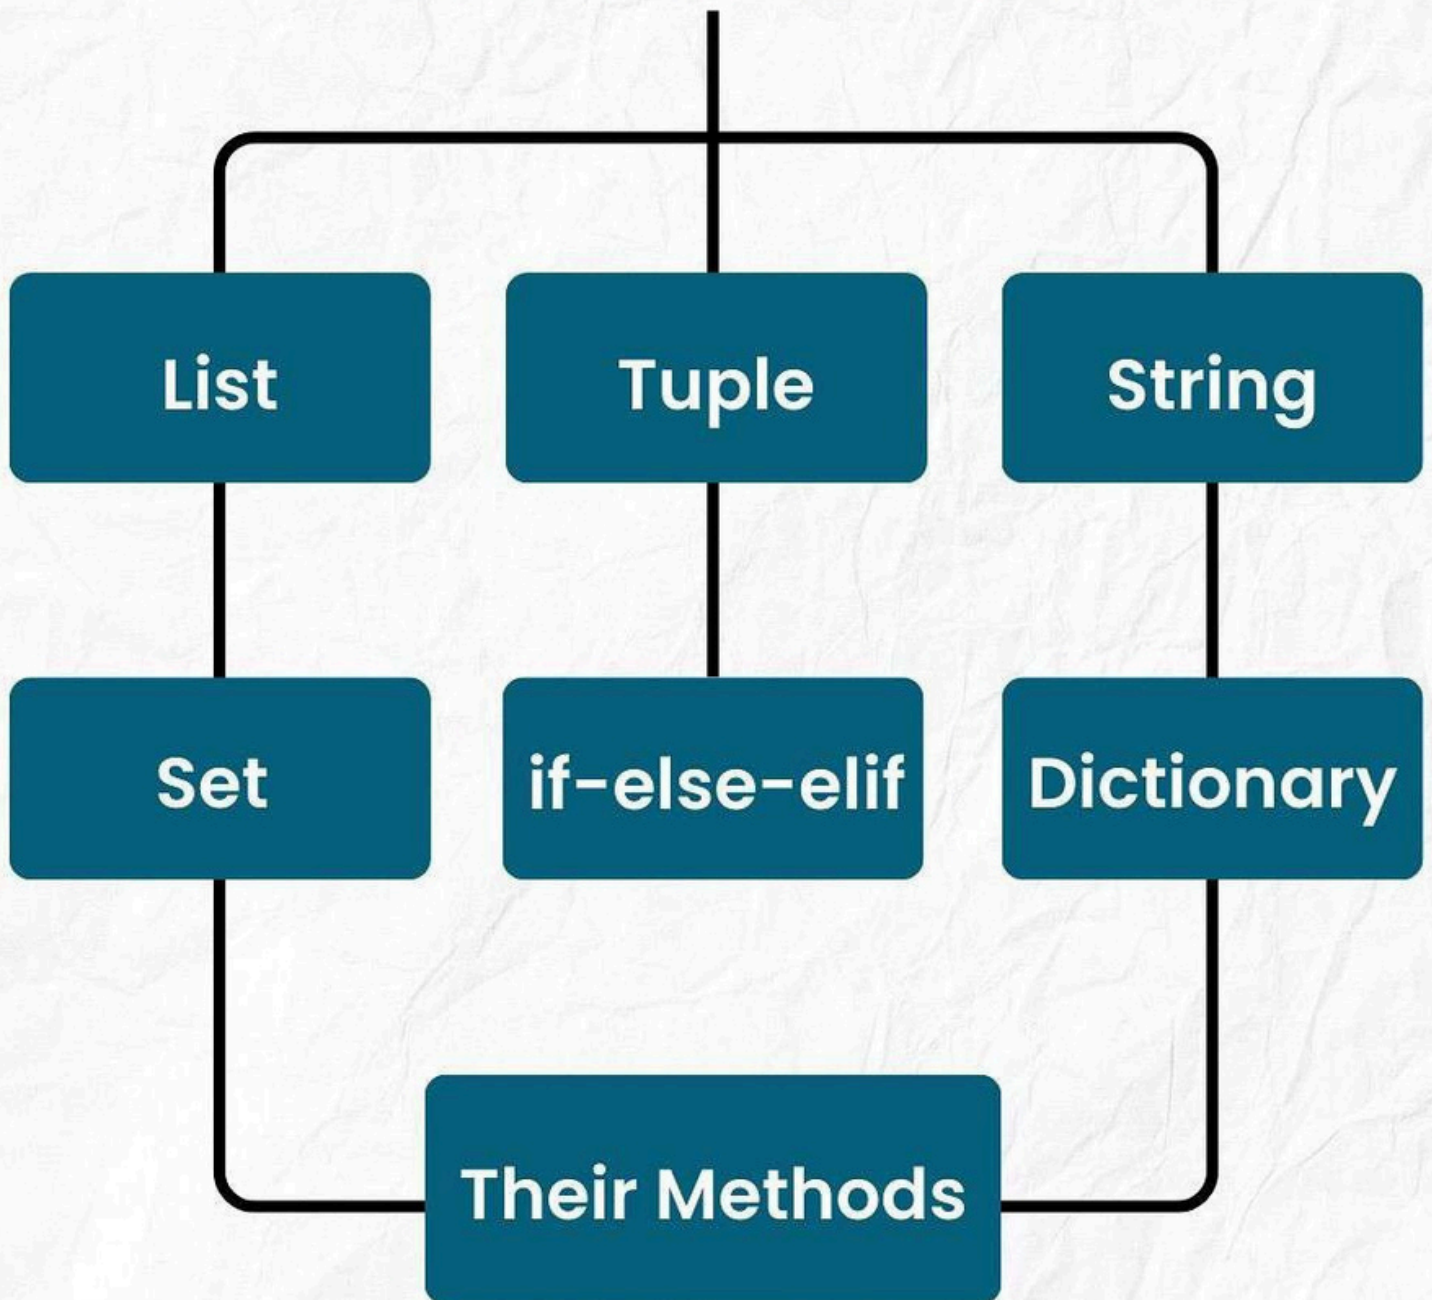 List
Tuple
String
Set
if-else-elif
Dictionary
Their Methods